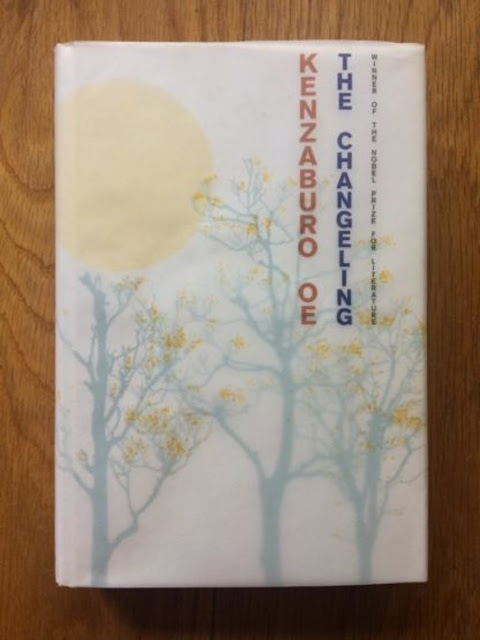 WINNER OF THE NOBEL PRIZE FOR LITERATURE
THE CHANGELING
KENZABURO OE